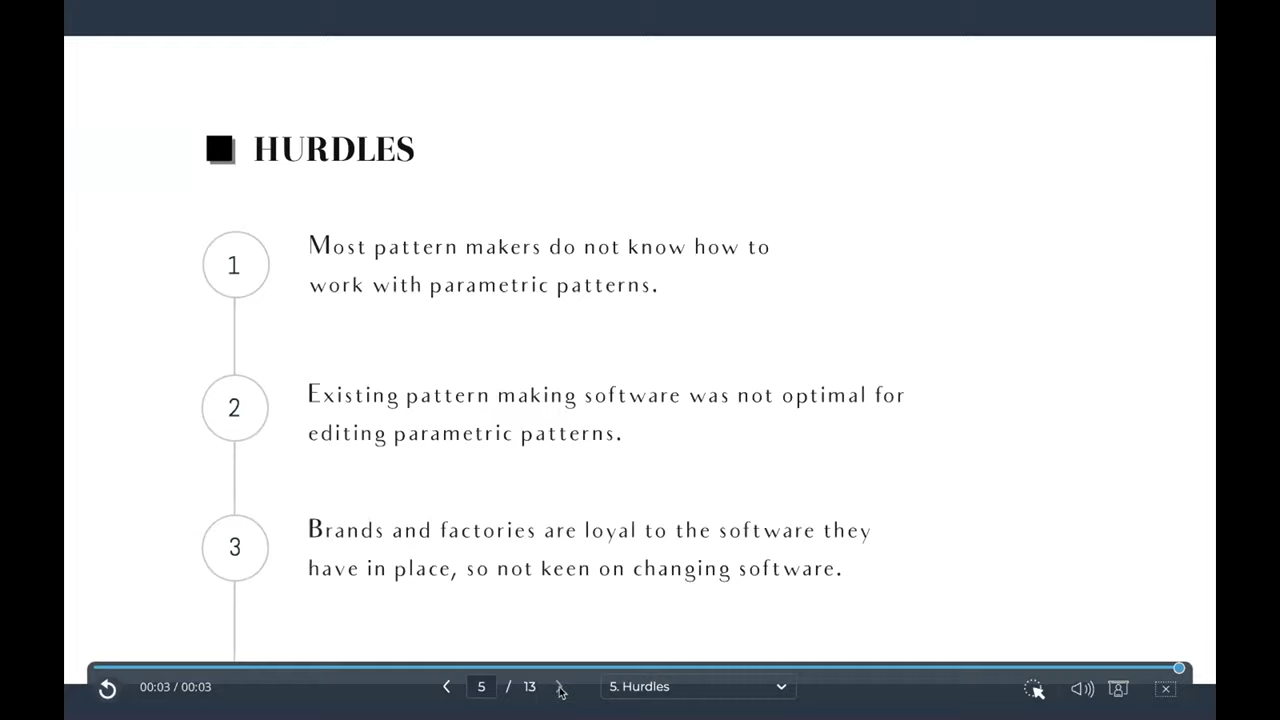 HURDLES
1
Most pattern makers do not know how to
work with parametric patterns.
2
Existing pattern making software was not optimal for
editing parametric patterns.
3
Brands and factories are loyal to the software they
have in place, so not keen on changing software.
00:03 / 00:03
5 / 13
5. Hurdles